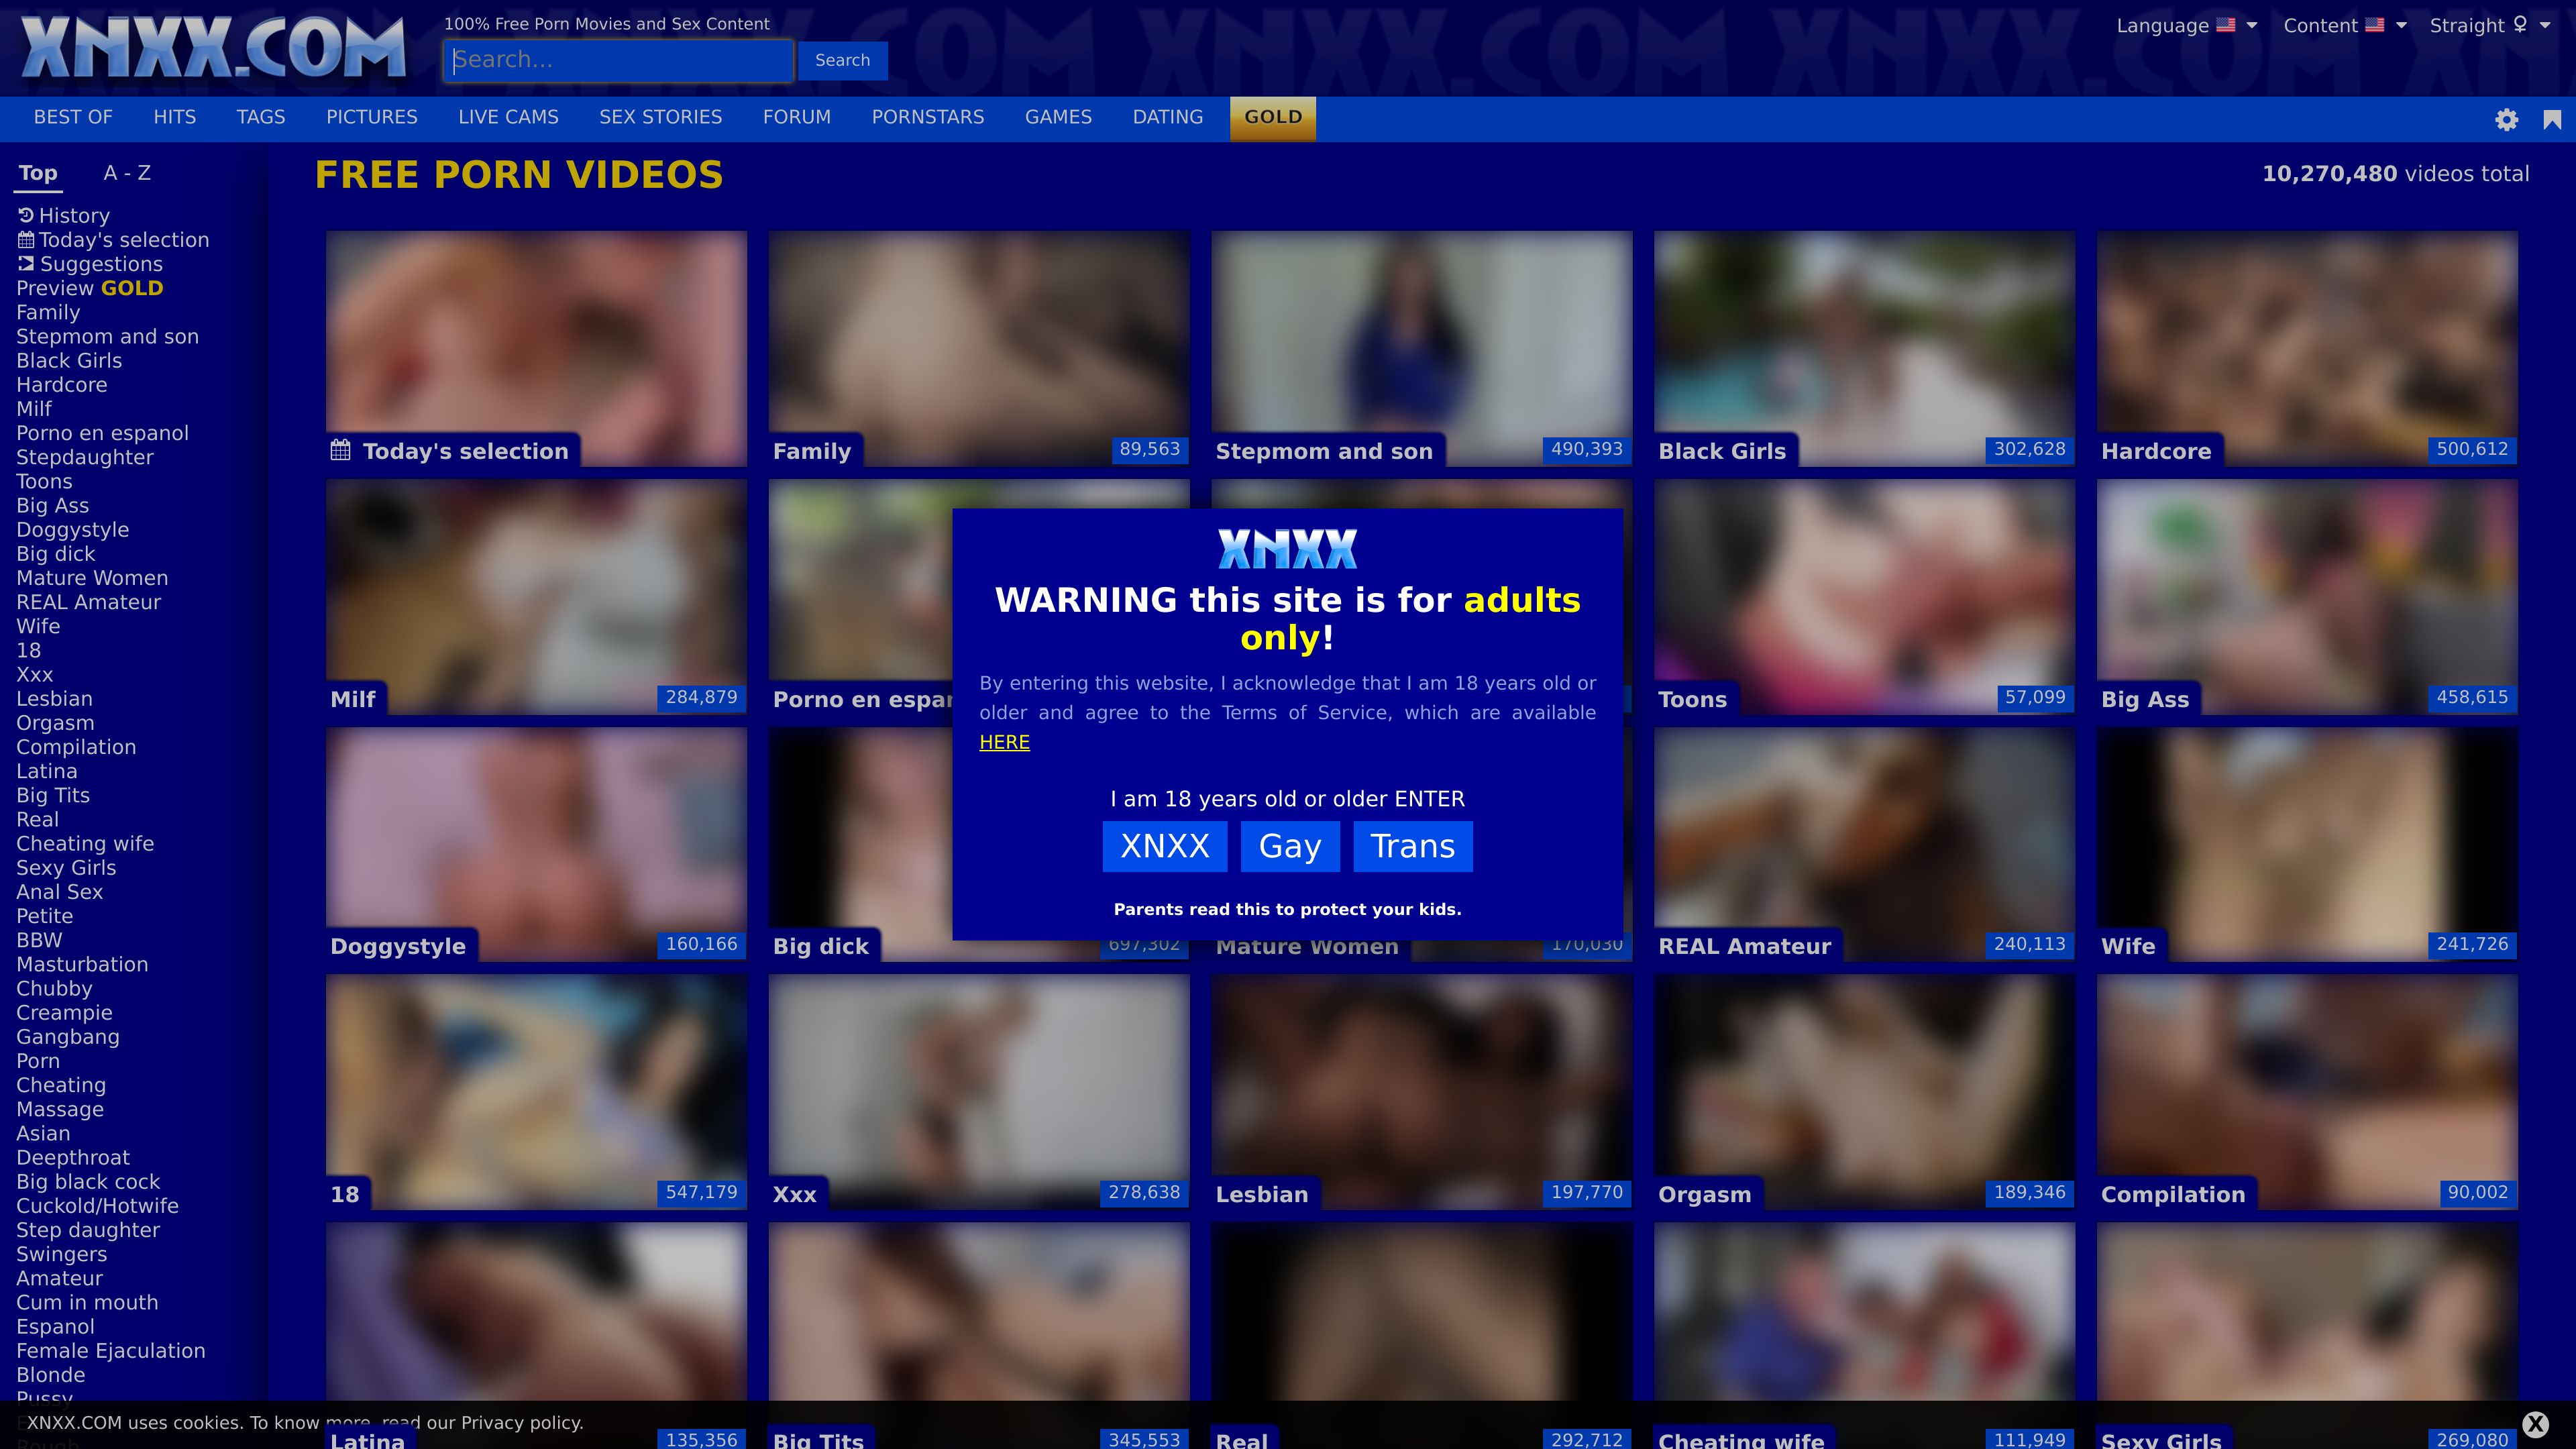 XNXX.COM
100% Free Porn Movies and Sex Content
Search...
Search
Language
Content
Straight
BEST OF
HITS
TAGS
PICTURES
LIVE CAMS
SEX STORIES
FORUM
PORNSTARS
GAMES
DATING
GOLD
Top
A - Z
History
Today's selection
Suggestions
Preview GOLD
Family
Stepmom and son
Black Girls
Hardcore
Milf
Porno en espanol
Stepdaughter
Toons
Big Ass
Doggystyle
Big dick
Mature Women
REAL Amateur
Wife
18
Xxx
Lesbian
Orgasm
Compilation
Latina
Big Tits
Real
Cheating wife
Sexy Girls
Anal Sex
Petite
BBW
Masturbation
Chubby
Creampie
Gangbang
Porn
Cheating
Massage
Asian
Deepthroat
Big black cock
Cuckold/Hotwife
Step daughter
Swingers
Amateur
Cum in mouth
Espanol
Female Ejaculation
Blonde
Pussy
Rough
FREE PORN VIDEOS
10,270,480 videos total
Today's selection
Family 89,563
Stepmom and son 490,393
Black Girls 302,628
Hardcore 500,612
Milf 284,879
Porno en espa
Toons 57,099
Big Ass 458,615
Doggystyle 160,166
Big dick 697,302
Mature Women 170,030
REAL Amateur 240,113
Wife 241,726
18 547,179
Xxx 278,638
Lesbian 197,770
Orgasm 189,346
Compilation 90,002
Latina 135,356
Big Tits 345,553
Real 292,712
Cheating wife 111,949
Sexy Girls 269,080
XNXX
WARNING this site is for adults
only!
By entering this website, I acknowledge that I am 18 years old or
older and agree to the Terms of Service, which are available
HERE
I am 18 years old or older ENTER
XNXX
Gay
Trans
Parents read this to protect your kids.
XNXX.COM uses cookies. To know more, read our Privacy policy.
X